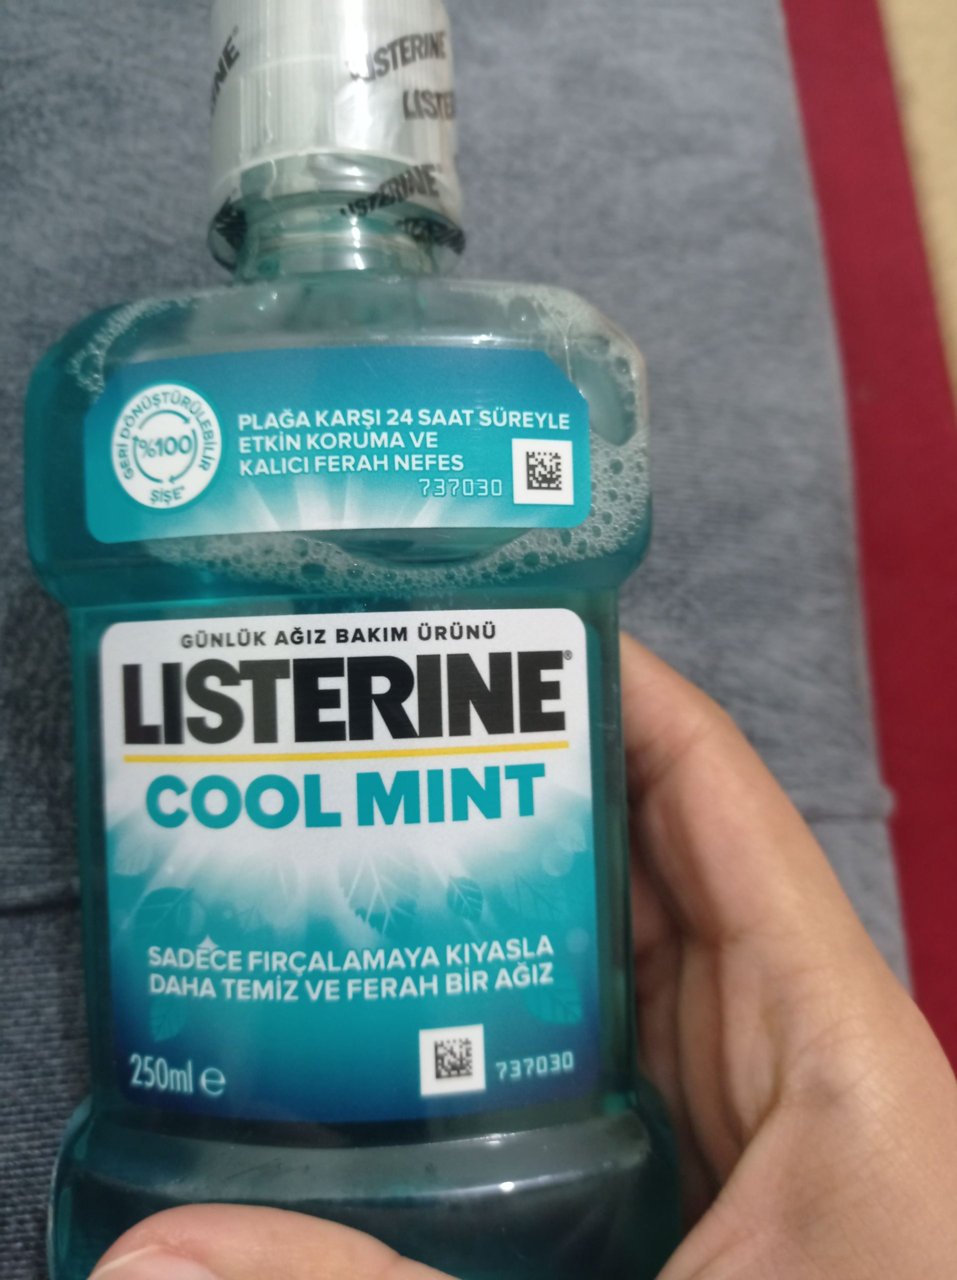 LISTERINE
LISTERINE
GERİ DÖNÜŞTÜRÜLEBİLİR
%100
ŞİŞE*
PLAĞA KARŞI 24 SAAT SÜREYLE
ETKİN KORUMA VE
KALICI FERAH NEFES
737030
GÜNLÜK AĞIZ BAKIM ÜRÜNÜ
LISTERINE®
COOL MINT
SADECE FIRÇALAMAYA KIYASLA
DAHA TEMİZ VE FERAH BİR AĞIZ
250ml e
737030